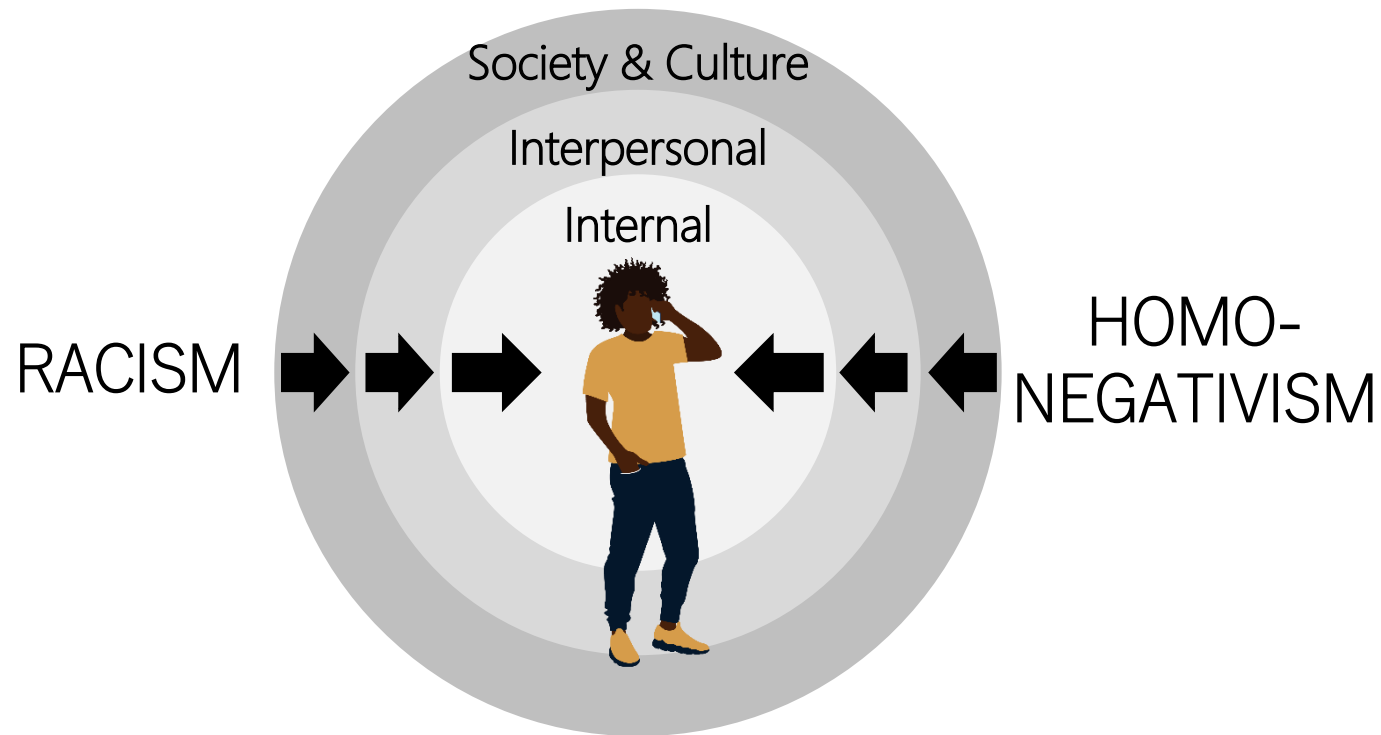 Society & Culture
Interpersonal
Internal
RACISM
HOMO-
NEGATIVISM